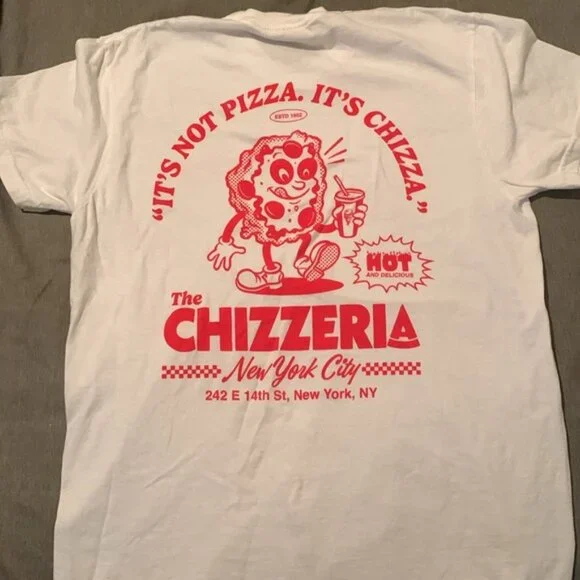 "IT'S NOT PIZZA. IT'S CHIZZA."
ESTD 1952
HOT
AND DELICIOUS
The
CHIZZERIA
New York City
242 E 14th St, New York, NY